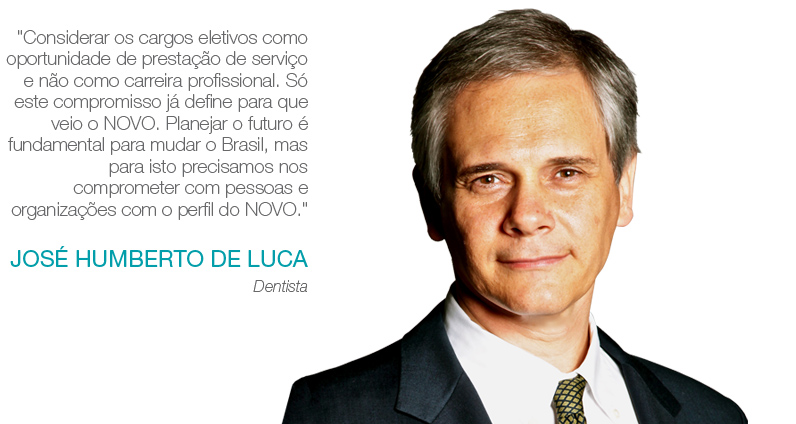 "Considerar os cargos eletivos como
oportunidade de prestação de serviço
e não como carreira profissional. Só
este compromisso já define para que
veio o NOVO. Planejar o futuro é
fundamental para mudar o Brasil, mas
para isto precisamos nos
comprometer com pessoas e
organizações com o perfil do NOVO."
JOSÉ HUMBERTO DE LUCA
Dentista